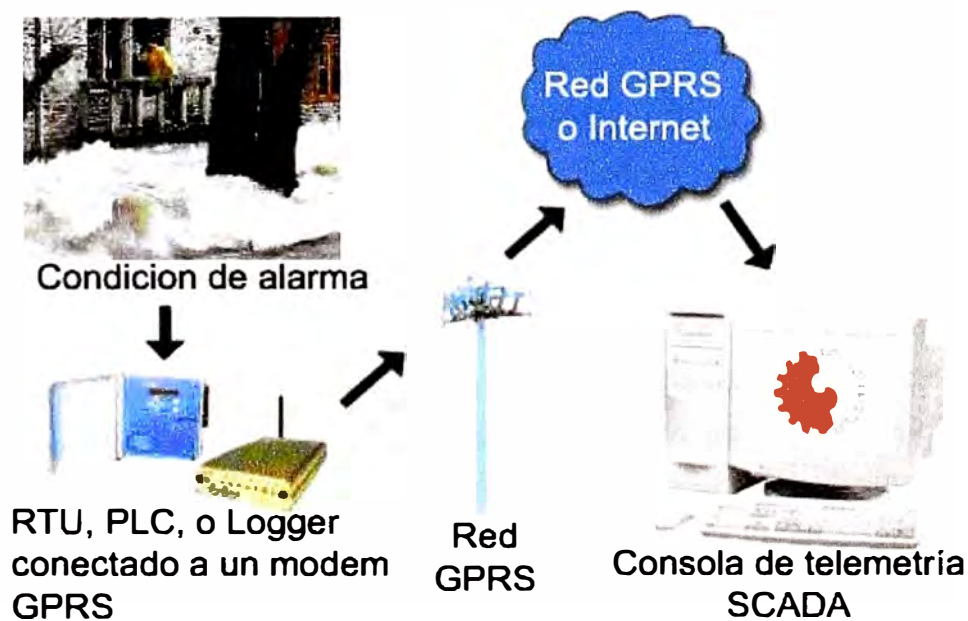 Red GPRS
o Internet
Condicion de alarma
RTU, PLC, o Logger
conectado a un modem
GPRS
Red
GPRS
Consola de telemetría
SCADA